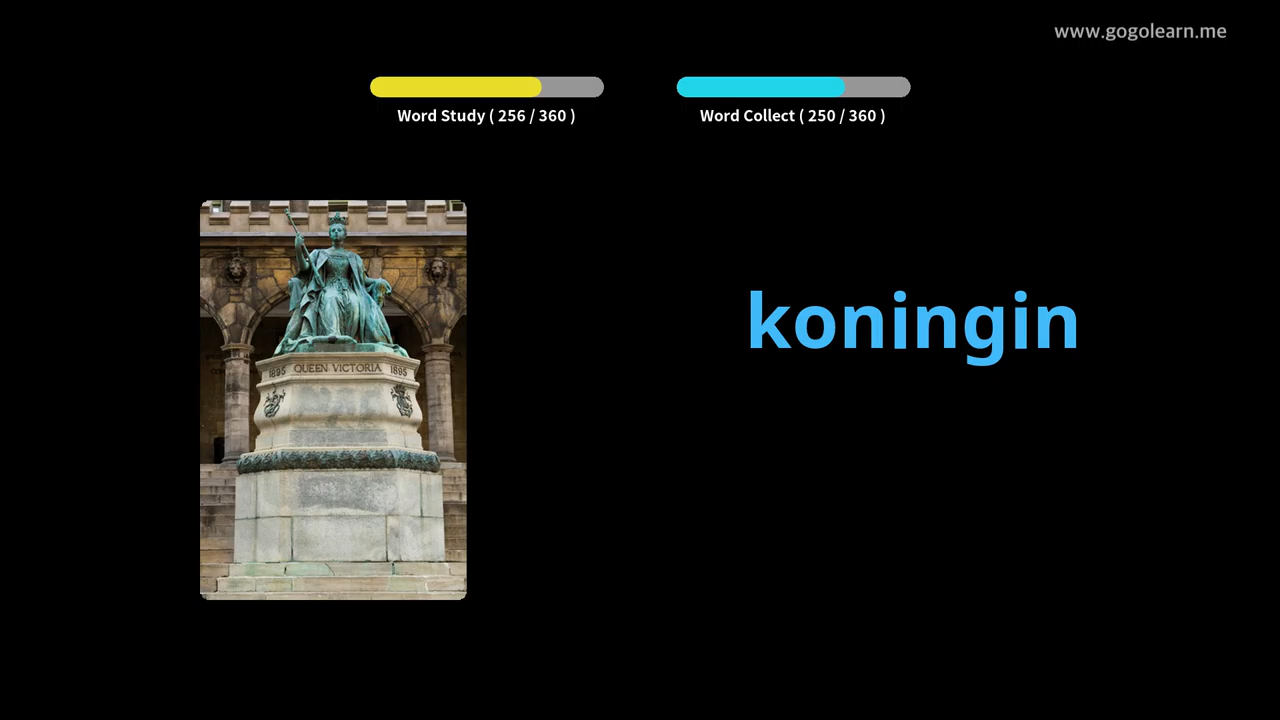 www.gogolearn.me
Word Study ( 256 / 360 )
Word Collect ( 250 / 360 )
koningin
1895 QUEEN VICTORIA 1895